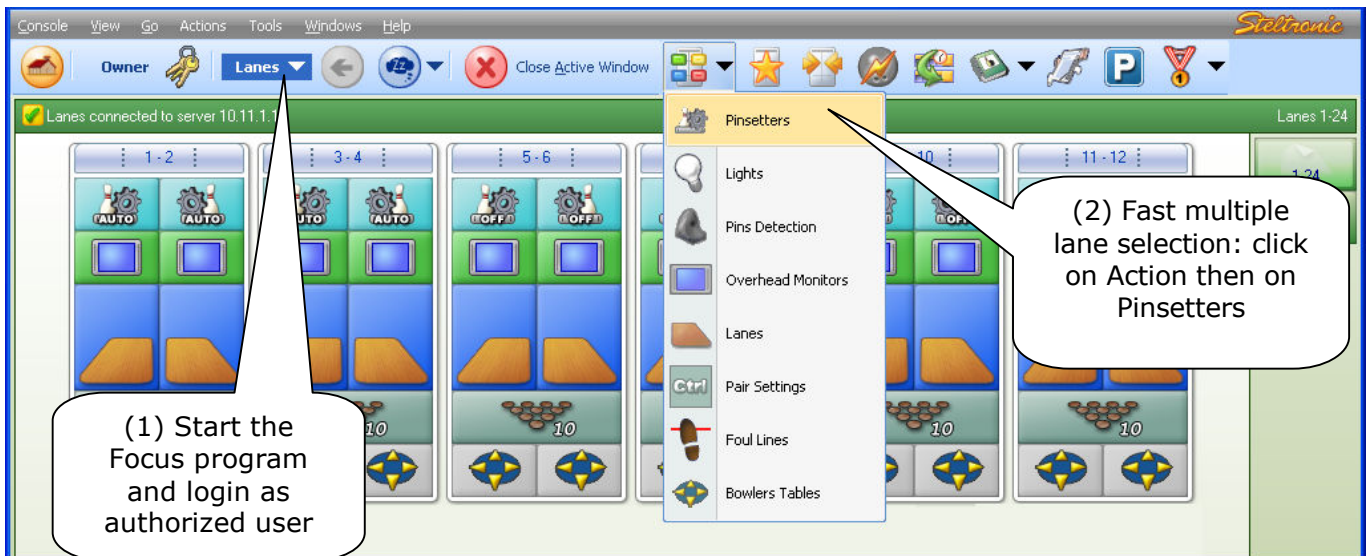 Console View Go Actions Tools Windows Help
Steltronic
Owner Lanes Close Active Window P 1
Lanes connected to server 10.11.1.1
Lanes 1-24
1 - 2
3 - 4
5 - 6
10
11 - 12
1-24
AUTO AUTO AUTO AUTO OFF OFF OFF
10
10
10
10
Pinsetters
Lights
Pins Detection
Overhead Monitors
Lanes
Ctrl Pair Settings
Foul Lines
Bowlers Tables
(1) Start the
Focus program
and login as
authorized user
(2) Fast multiple
lane selection: click
on Action then on
Pinsetters